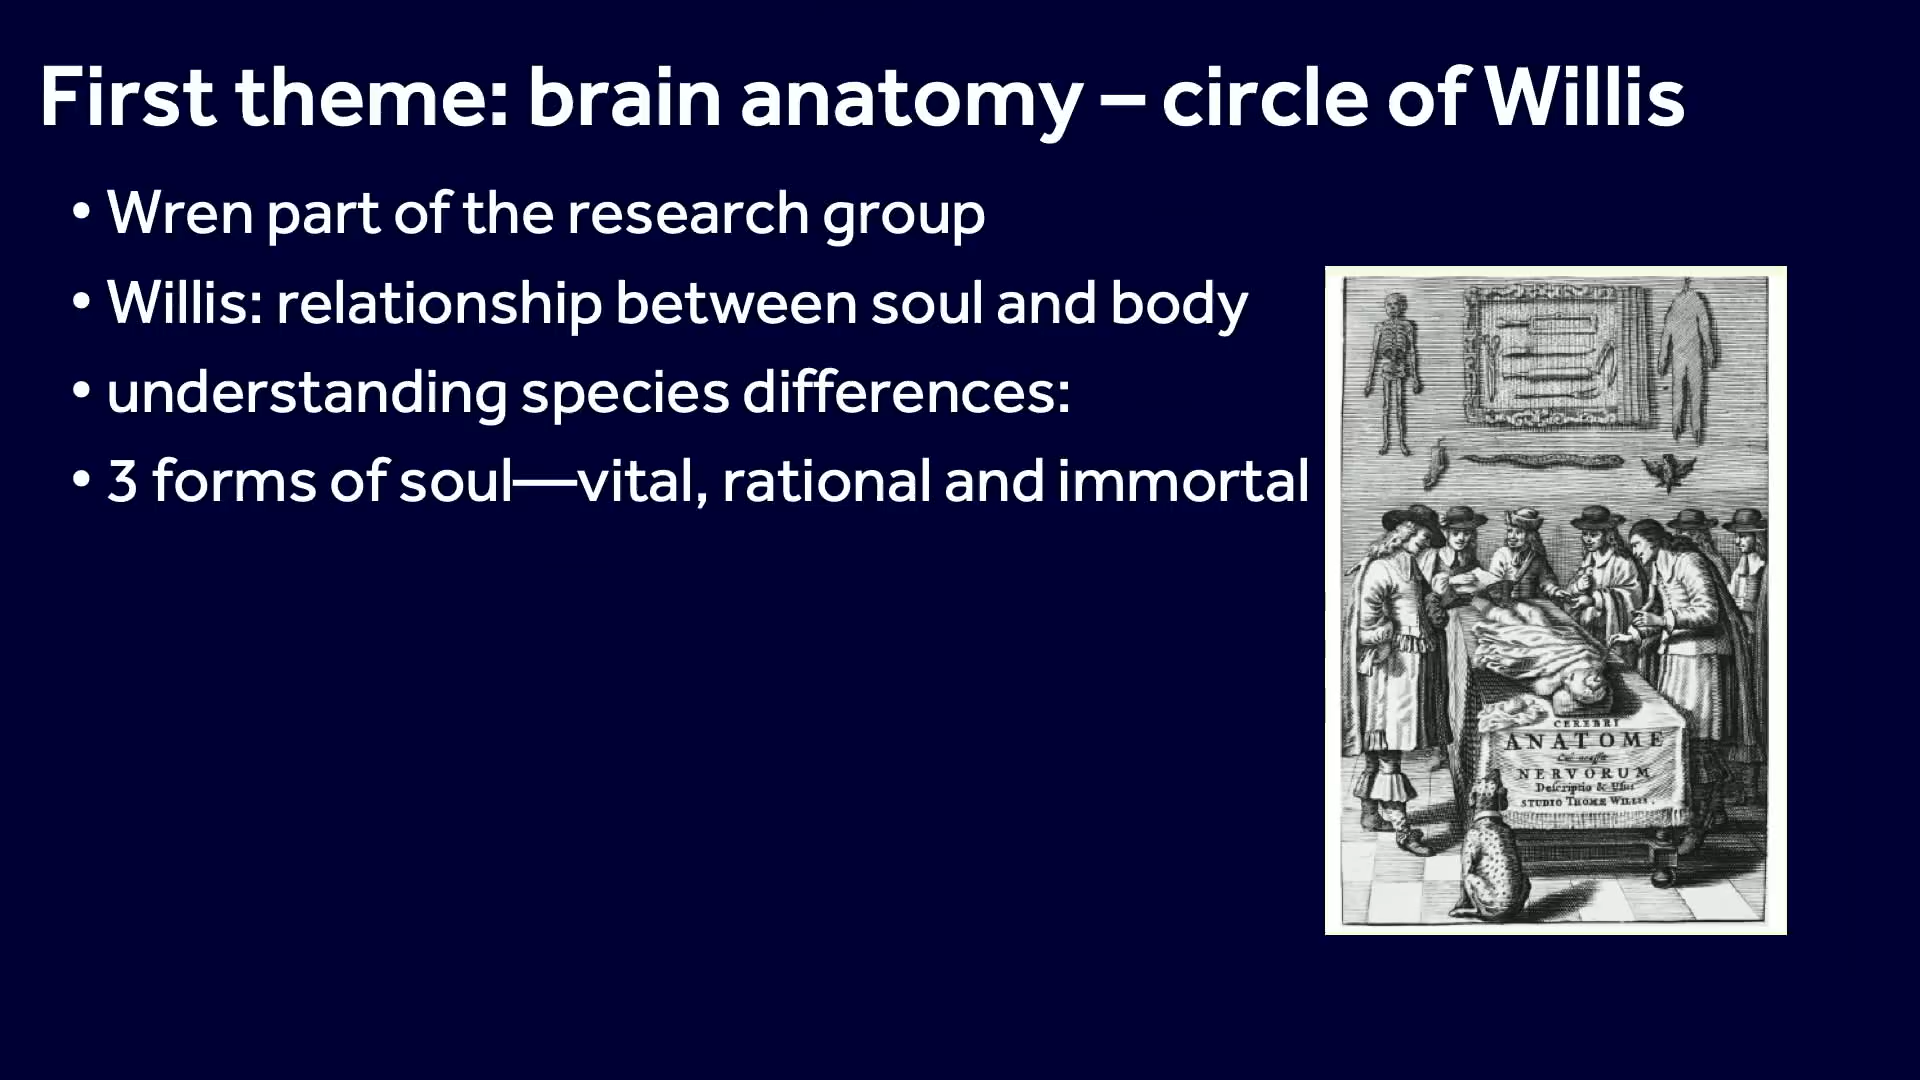 First theme: brain anatomy – circle of Willis
• Wren part of the research group
• Willis: relationship between soul and body
• understanding species differences:
• 3 forms of soul—vital, rational and immortal
CEREBRI
ANATOME
NERVORUM
Descriptio & Usus
STUDIO THOMÆ WILLIS.